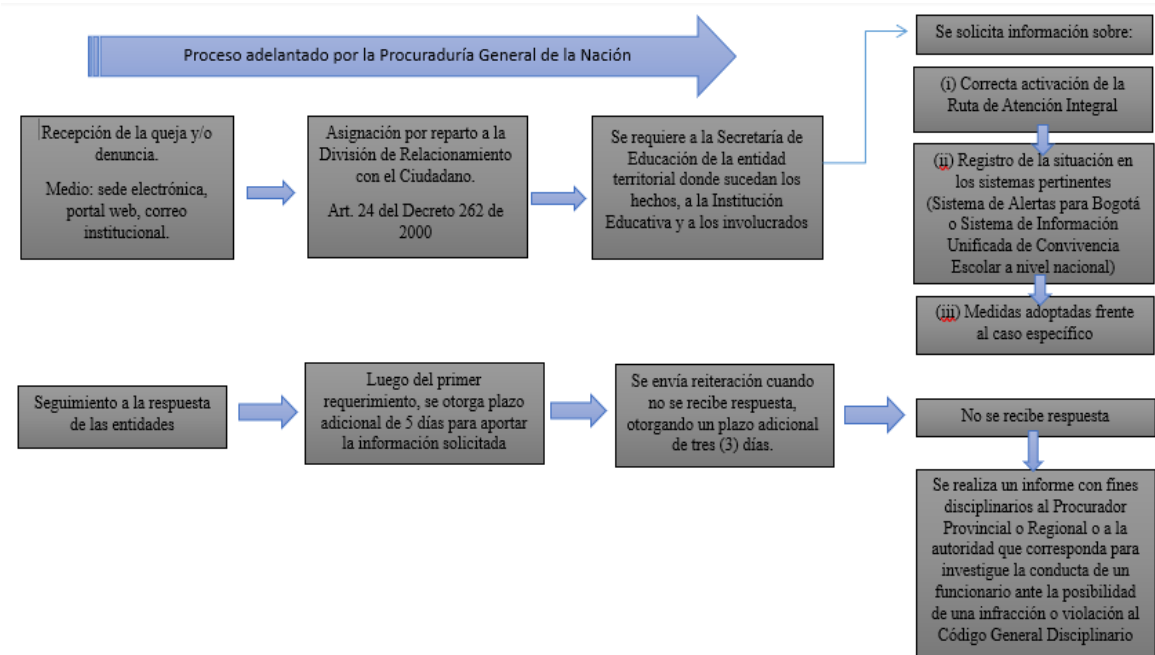 Proceso adelantado por la Procuraduría General de la Nación
Recepción de la queja y/o
denuncia.
Medio: sede electrónica,
portal web, correo
institucional.
Asignación por reparto a la
División de Relacionamiento
con el Ciudadano.
Art. 24 del Decreto 262 de
2000
Se requiere a la Secretaría de
Educación de la entidad
territorial donde sucedan los
hechos, a la Institución
Educativa y a los involucrados
Se solicita información sobre:
(i) Correcta activación de la
Ruta de Atención Integral
(ii) Registro de la situación en
los sistemas pertinentes
(Sistema de Alertas para Bogotá
o Sistema de Información
Unificada de Convivencia
Escolar a nivel nacional)
(iii) Medidas adoptadas frente
al caso específico
Seguimiento a la respuesta
de las entidades
Luego del primer
requerimiento, se otorga plazo
adicional de 5 días para aportar
la información solicitada
Se envía reiteración cuando
no se recibe respuesta,
otorgando un plazo adicional
de tres (3) días.
No se recibe respuesta
Se realiza un informe con fínes
disciplinarios al Procurador
Provincial o Regional o a la
autoridad que corresponda para
investigue la conducta de un
funcionario ante la posibilidad
de una infracción o violación al
Código General Disciplinario